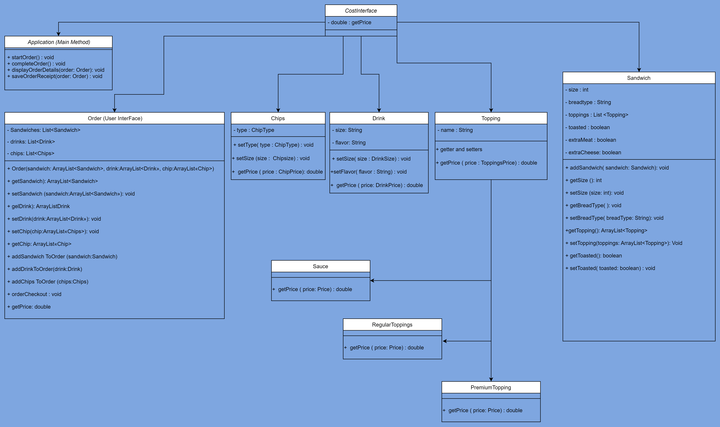 CostInterface
- double : getPrice
Application (Main Method)
+ startOrder() : void
+ completeOrder() : void
+ displayOrderDetails(order: Order): void
+ saveOrderReceipt(order: Order) : void
Order (User InterFace)
- Sandwiches: List<Sandwich>
- drinks: List<Drink>
- chips: List<Chips>
+ Order(sandwich: ArrayList<Sandwich>, drink:ArrayList<Drink>, chip:ArrayList<Chip>)
+ getSandwich): ArrayList<Sandwich>
+ setSandwich (sandwich:ArrayList<Sandwich>): void
+ getDrink): ArrayListDrink
+ setDrink(drink:ArrayList<Drink>): void
+ setChip(chip:ArrayList<Chips>): void
+ getChip: ArrayList<Chip>
+ addSandwich ToOrder (sandwich:Sandwich)
+ addDrinkToOrder(drink:Drink)
+ addChips ToOrder (chips:Chips)
+ orderCheckout : void
+ getPrice: double
Chips
- type : ChipType
+ setType( type : ChipType) : void
+ setSize (size : Chipsize) : void
+ getPrice ( price : ChipPrice): double
Drink
- size: String
- flavor: String
+ setSize( size : DrinkSize) : void
+setFlavor( flavor : String) : void
+ getPrice ( price: DrinkPrice) : double
Topping
- name : String
+ getter and setters
+ getPrice ( price : ToppingsPrice) : double
Sandwich
- size : int
- breadtype : String
- toppings : List <Topping>
- toasted : boolean
- extraMeat : boolean
- extraCheese: boolean
+ addSandwich( sandwich: Sandwich): void
+ getSize (): int
+ setSize (size: int): void
+ getBreadType( ): void
+ setBreadType( breadType: String): void
+getTopping(): ArrayList<Topping>
+ setTopping(toppings: ArrayList<Topping>): Void
+ getToasted(): boolean
+ setToasted( toasted: boolean) : void
Sauce
+ getPrice ( price: Price) : double
RegularToppings
+ getPrice ( price: Price) : double
PremiumTopping
+ getPrice ( price: Price) : double